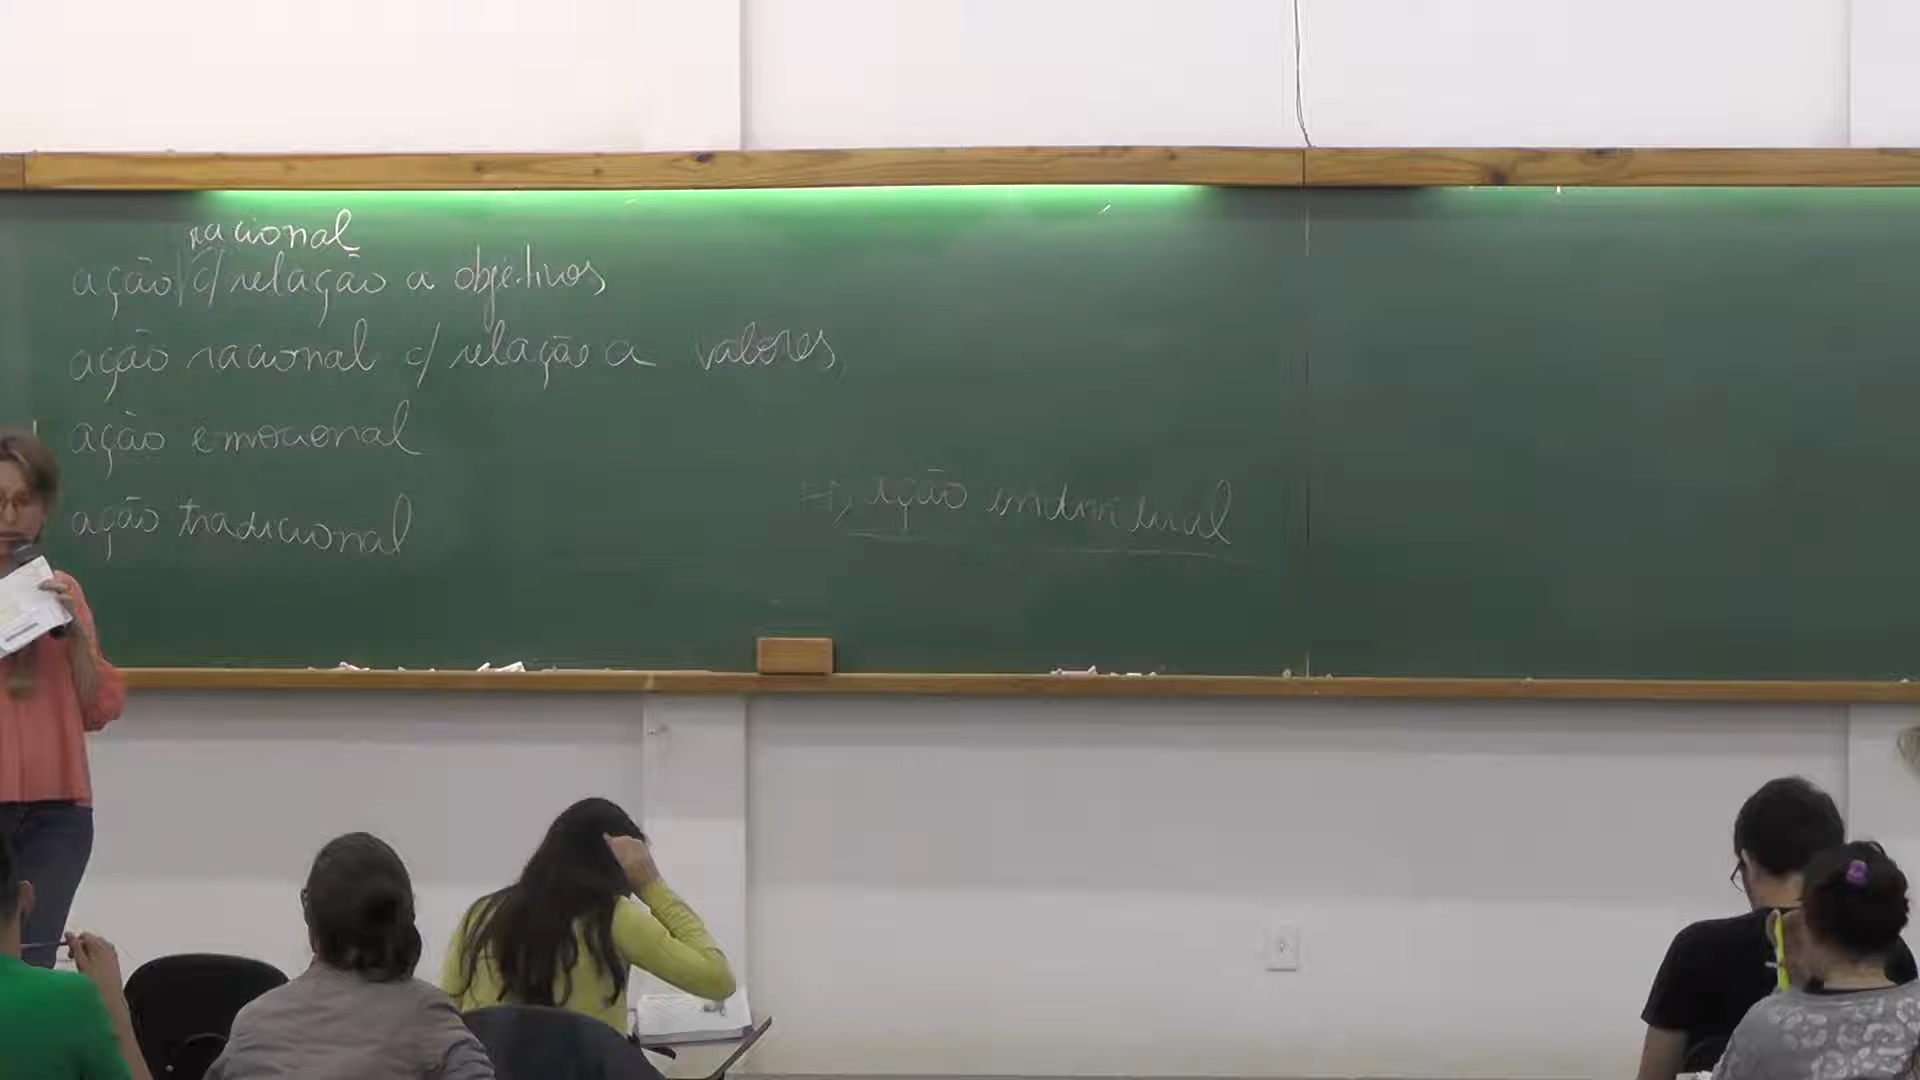 racional
ação c/ relação a objetivos
ação racional c/ relação a valores
ação emocional
ação tradicional
=> ação individual